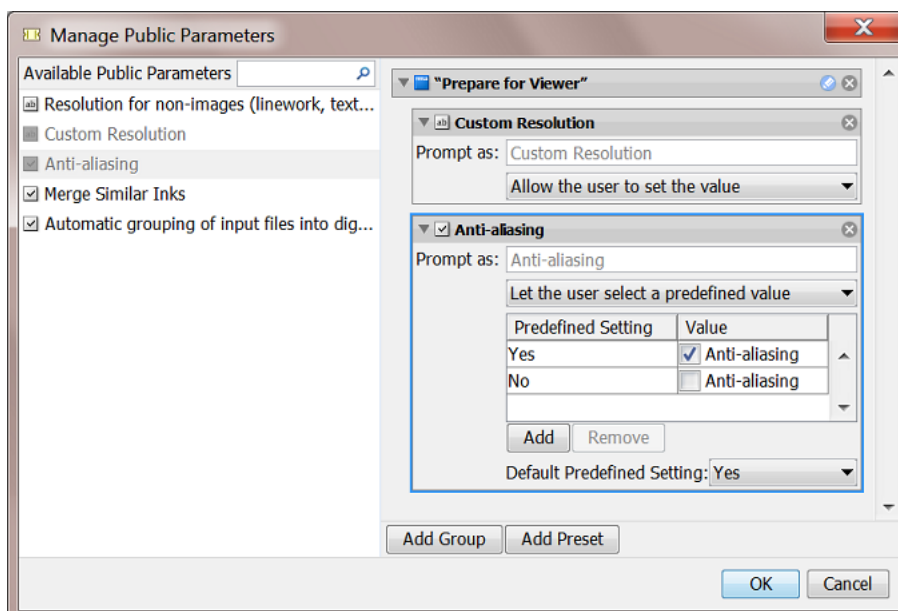 Manage Public Parameters
Available Public Parameters
Resolution for non-images (linework, text...
Custom Resolution
Anti-aliasing
Merge Similar Inks
Automatic grouping of input files into dig...
"Prepare for Viewer"
Custom Resolution
Prompt as: Custom Resolution
Allow the user to set the value
Anti-aliasing
Prompt as: Anti-aliasing
Let the user select a predefined value
Predefined Setting Value
Yes Anti-aliasing
No Anti-aliasing
Add Remove
Default Predefined Setting: Yes
Add Group Add Preset
OK Cancel